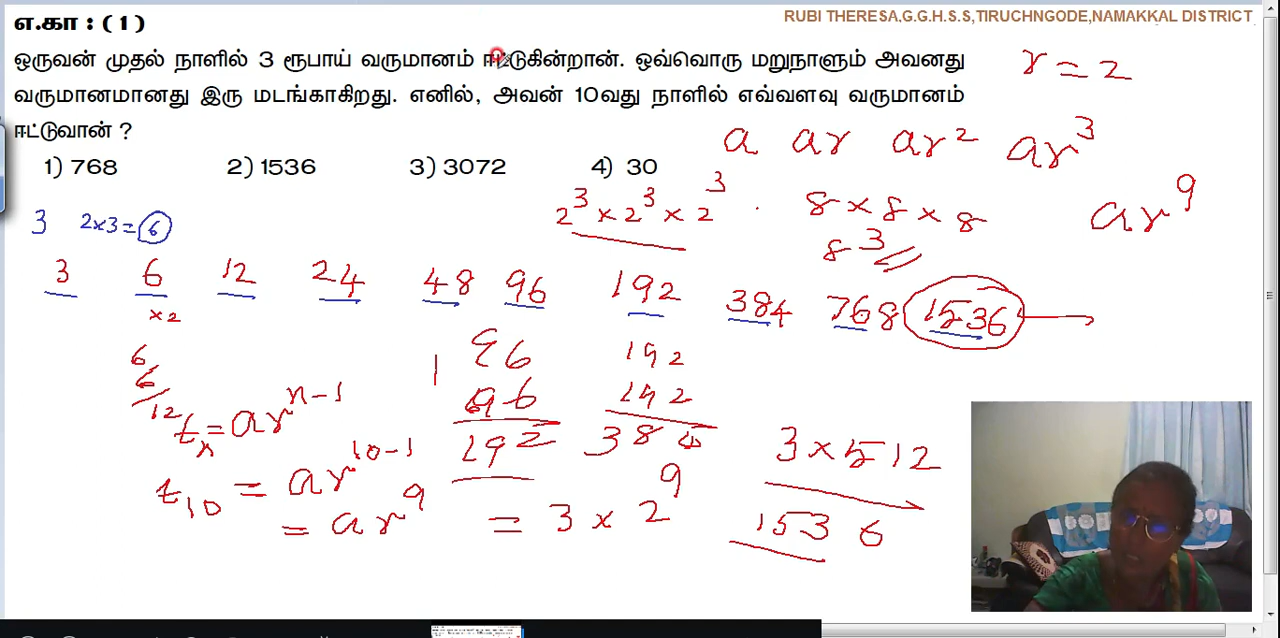 RUBI THERESA,G.G.H.S.S,TIRUCHNGODE,NAMAKKAL DISTRICT
எ.கா : (1)
ஒருவன் முதல் நாளில் 3 ரூபாய் வருமானம் ஈட்டுகின்றான். ஒவ்வொரு மறுநாளும் அவனது
வருமானமானது இரு மடங்காகிறது. எனில், அவன் 10வது நாளில் எவ்வளவு வருமானம்
ஈட்டுவான் ?
1) 768 2) 1536 3) 3072 4) 30
r = 2
a ar ar² ar³
ar⁹
2³ × 2³ × 2³ . 8 × 8 × 8
8³
3 2×3 = 6
3 6 12 24 48 96 192 384 768 1536
×2
6
6
12
1 96 192
96 192
192 384
tₙ = arⁿ⁻¹
t₁₀ = ar¹⁰⁻¹
= ar⁹ = 3 × 2⁹
3 × 512
1536